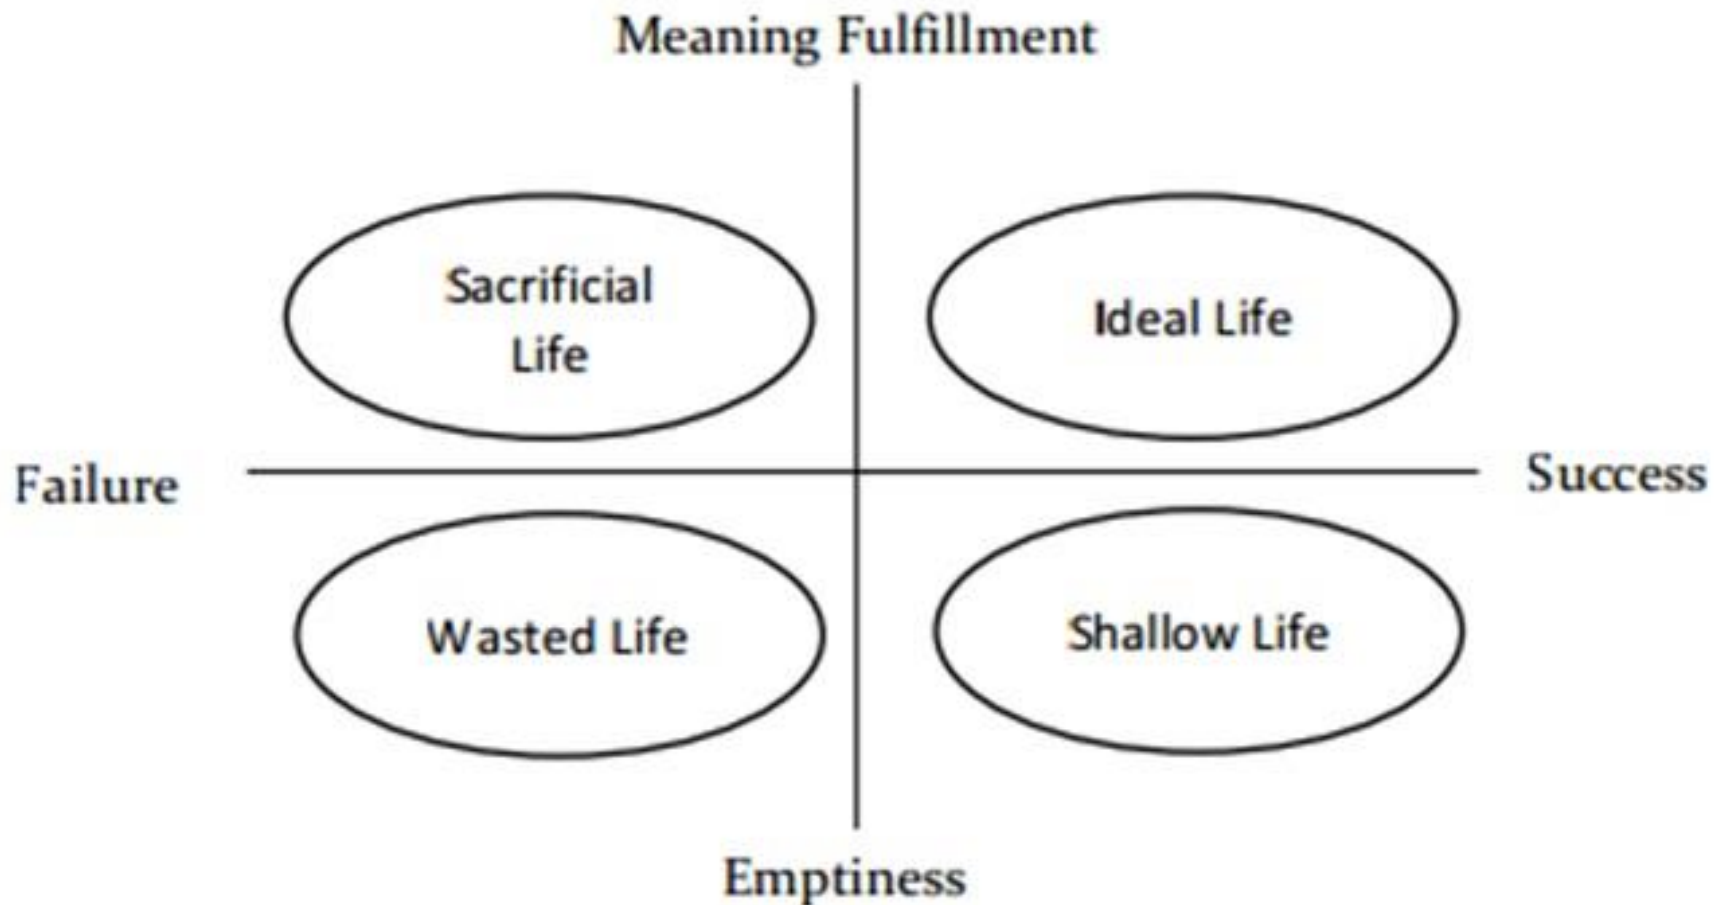 Meaning Fulfillment
Sacrificial
Life
Ideal Life
Failure
Success
Wasted Life
Shallow Life
Emptiness